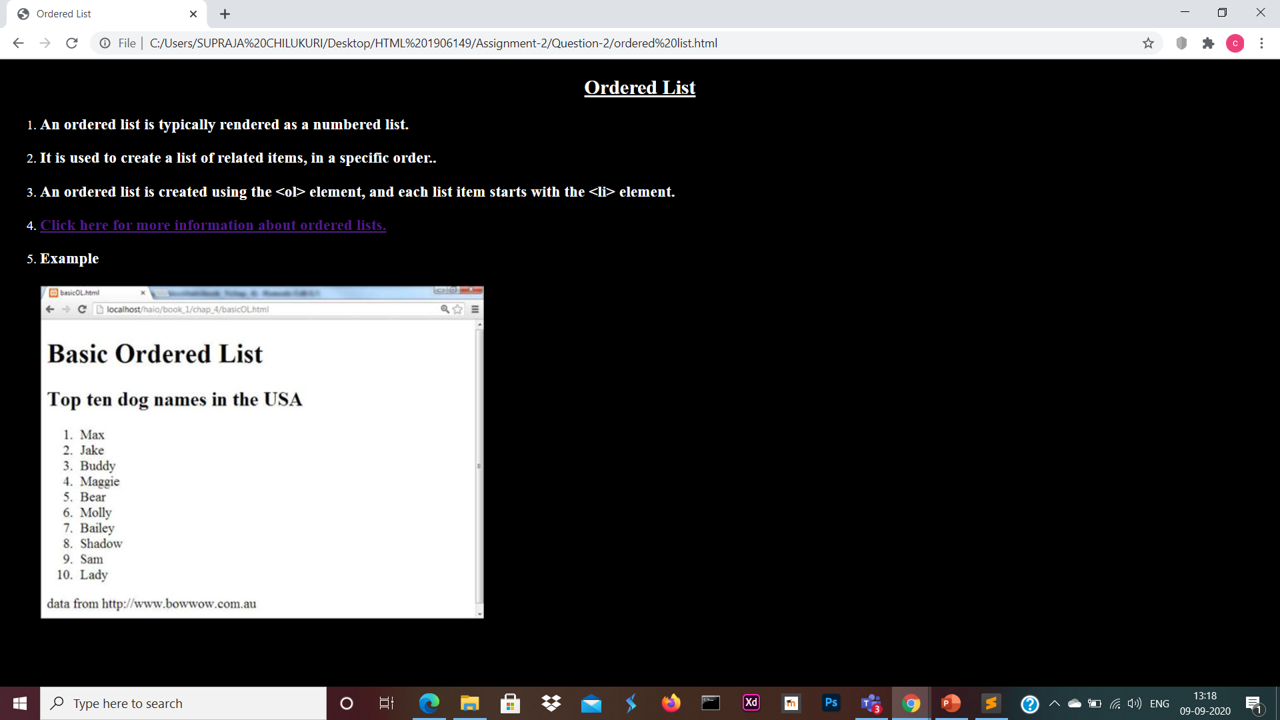 Ordered List
File
C:/Users/SUPRAJA%20CHILUKURI/Desktop/HTML%201906149/Assignment-2/Question-2/ordered%20list.html
c
Ordered List
1. An ordered list is typically rendered as a numbered list.
2. It is used to create a list of related items, in a specific order..
3. An ordered list is created using the <ol> element, and each list item starts with the <li> element.
4. Click here for more information about ordered lists.
5. Example
basicOL.html
localhost/haio/book_1/chap_4/basicOL.html
Basic Ordered List
Top ten dog names in the USA
1. Max
2. Jake
3. Buddy
4. Maggie
5. Bear
6. Molly
7. Bailey
8. Shadow
9. Sam
10. Lady
data from http://www.bowwow.com.au
Type here to search
Xd
m
Ps
3
P
?
ENG
13:18
09-09-2020
1